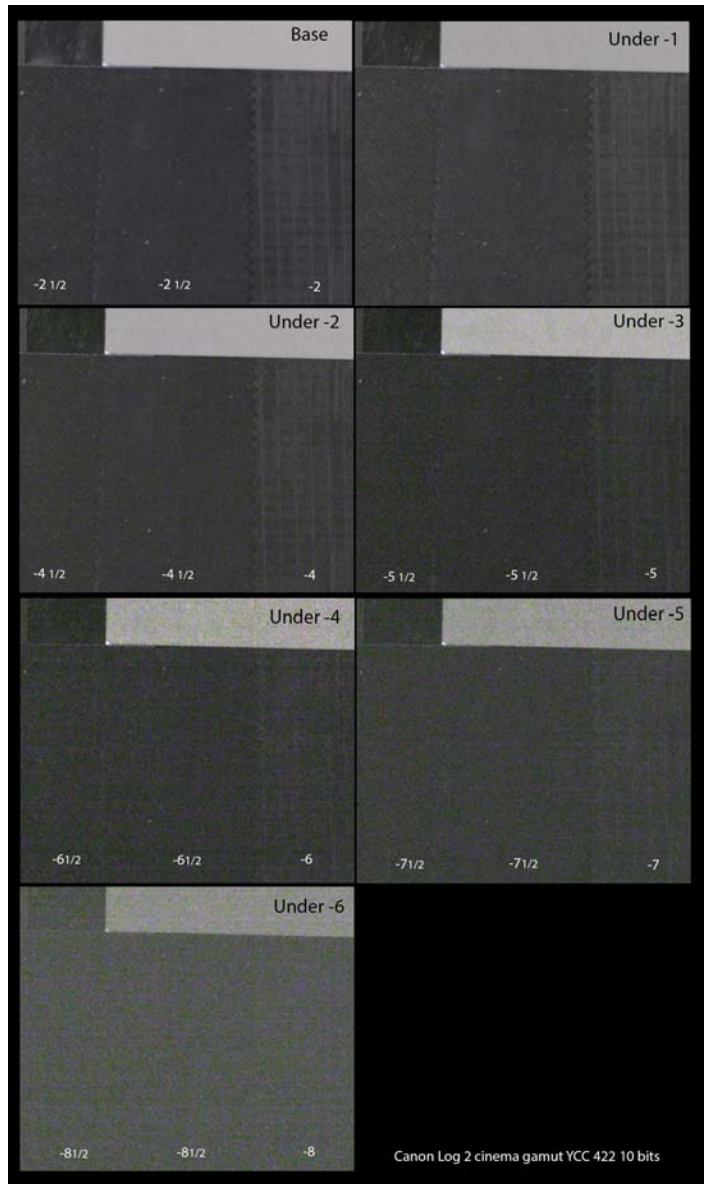 Base
Under -1
-2 1/2 -2 1/2 -2
Under -2
Under -3
-4 1/2 -4 1/2 -4
-5 1/2 -5 1/2 -5
Under -4
Under -5
-61/2 -61/2 -6
-71/2 -71/2 -7
Under -6
-81/2 -81/2 -8
Canon Log 2 cinema gamut YCC 422 10 bits